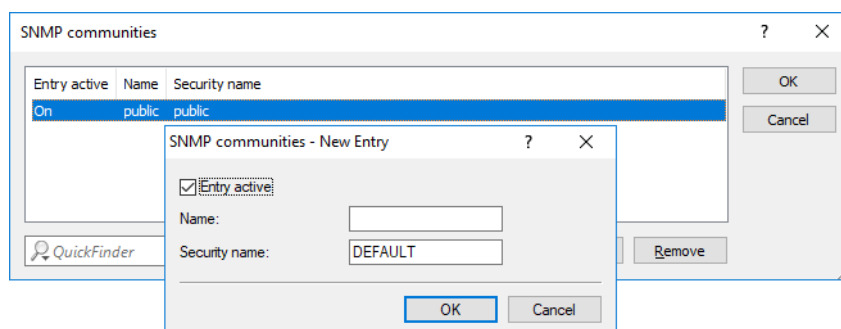 SNMP communities ?
Entry active Name Security name
On public public
OK
Cancel
SNMP communities - New Entry ?
Entry active
Name:
Security name: DEFAULT
OK Cancel
QuickFinder
Remove